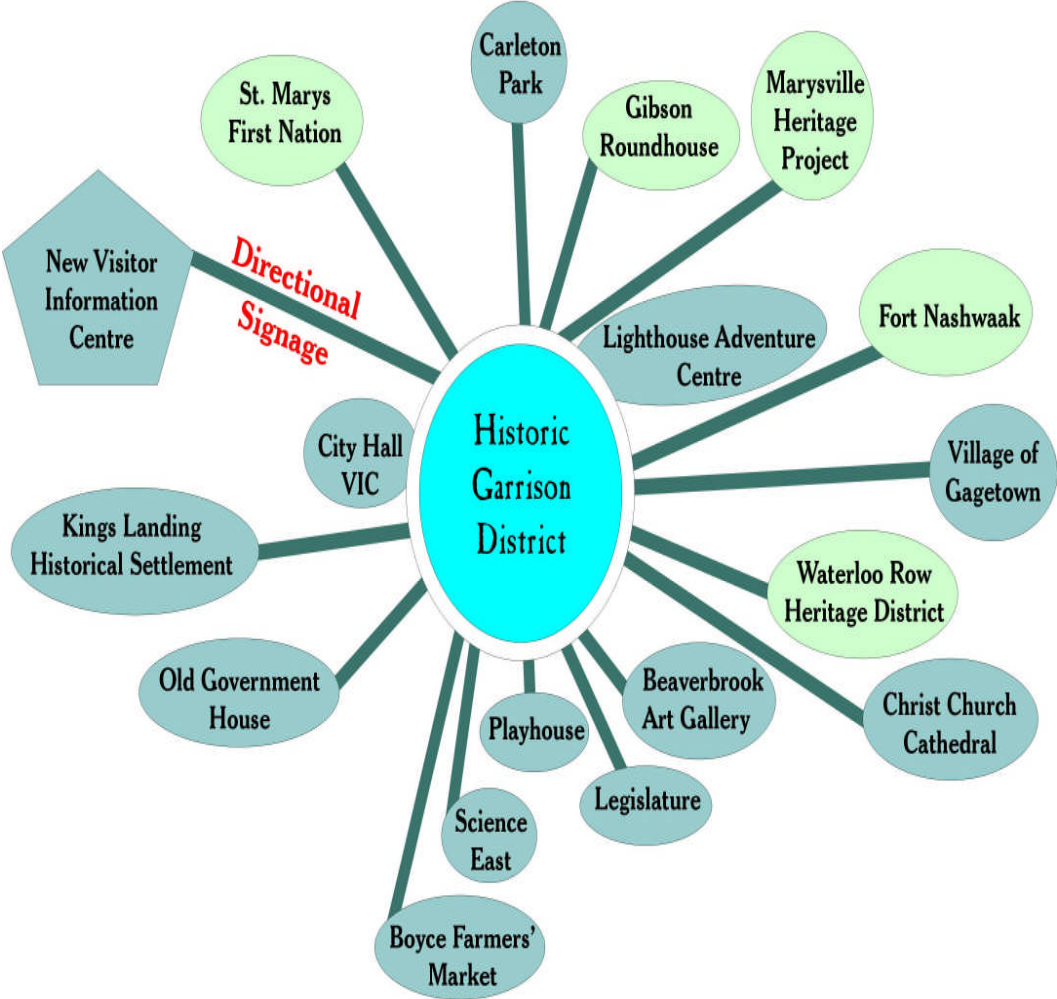 Carleton
Park
St. Marys
First Nation
Gibson
Roundhouse
Marysville
Heritage
Project
New Visitor
Information
Centre
Directional
Signage
Fort Nashwaak
Lighthouse Adventure
Centre
City Hall
VIC
Historic
Garrison
District
Village of
Gagetown
Kings Landing
Historical Settlement
Waterloo Row
Heritage District
Old Government
House
Beaverbrook
Art Gallery
Christ Church
Cathedral
Playhouse
Legislature
Science
East
Boyce Farmers'
Market